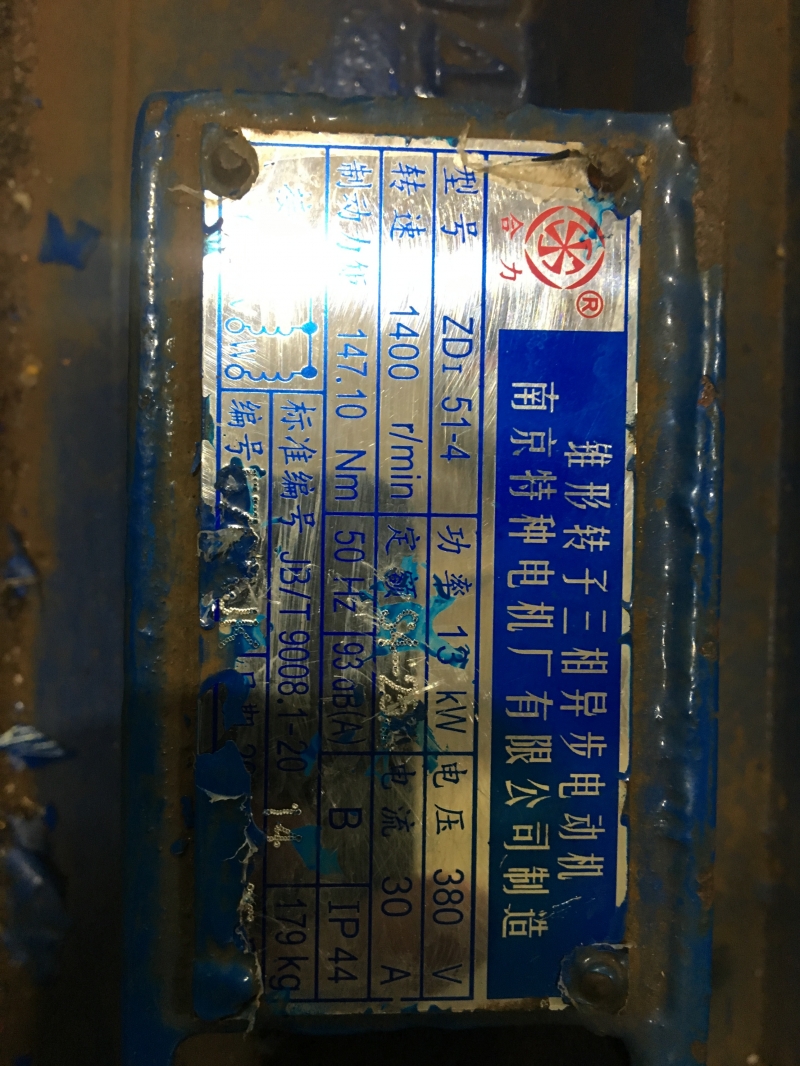 合力 ®
锥形转子三相异步电动机
南京特种电机厂有限公司制造
型号 ZD1 51-4 功率 13 kW 电压 380 V
转速 1400 r/min 定额 电流 30 A
制动力矩 147.10 Nm 50 Hz 93 dB(A) B IP 44
标准编号 JB/T 9008.1-20 14 179 kg
W
编号